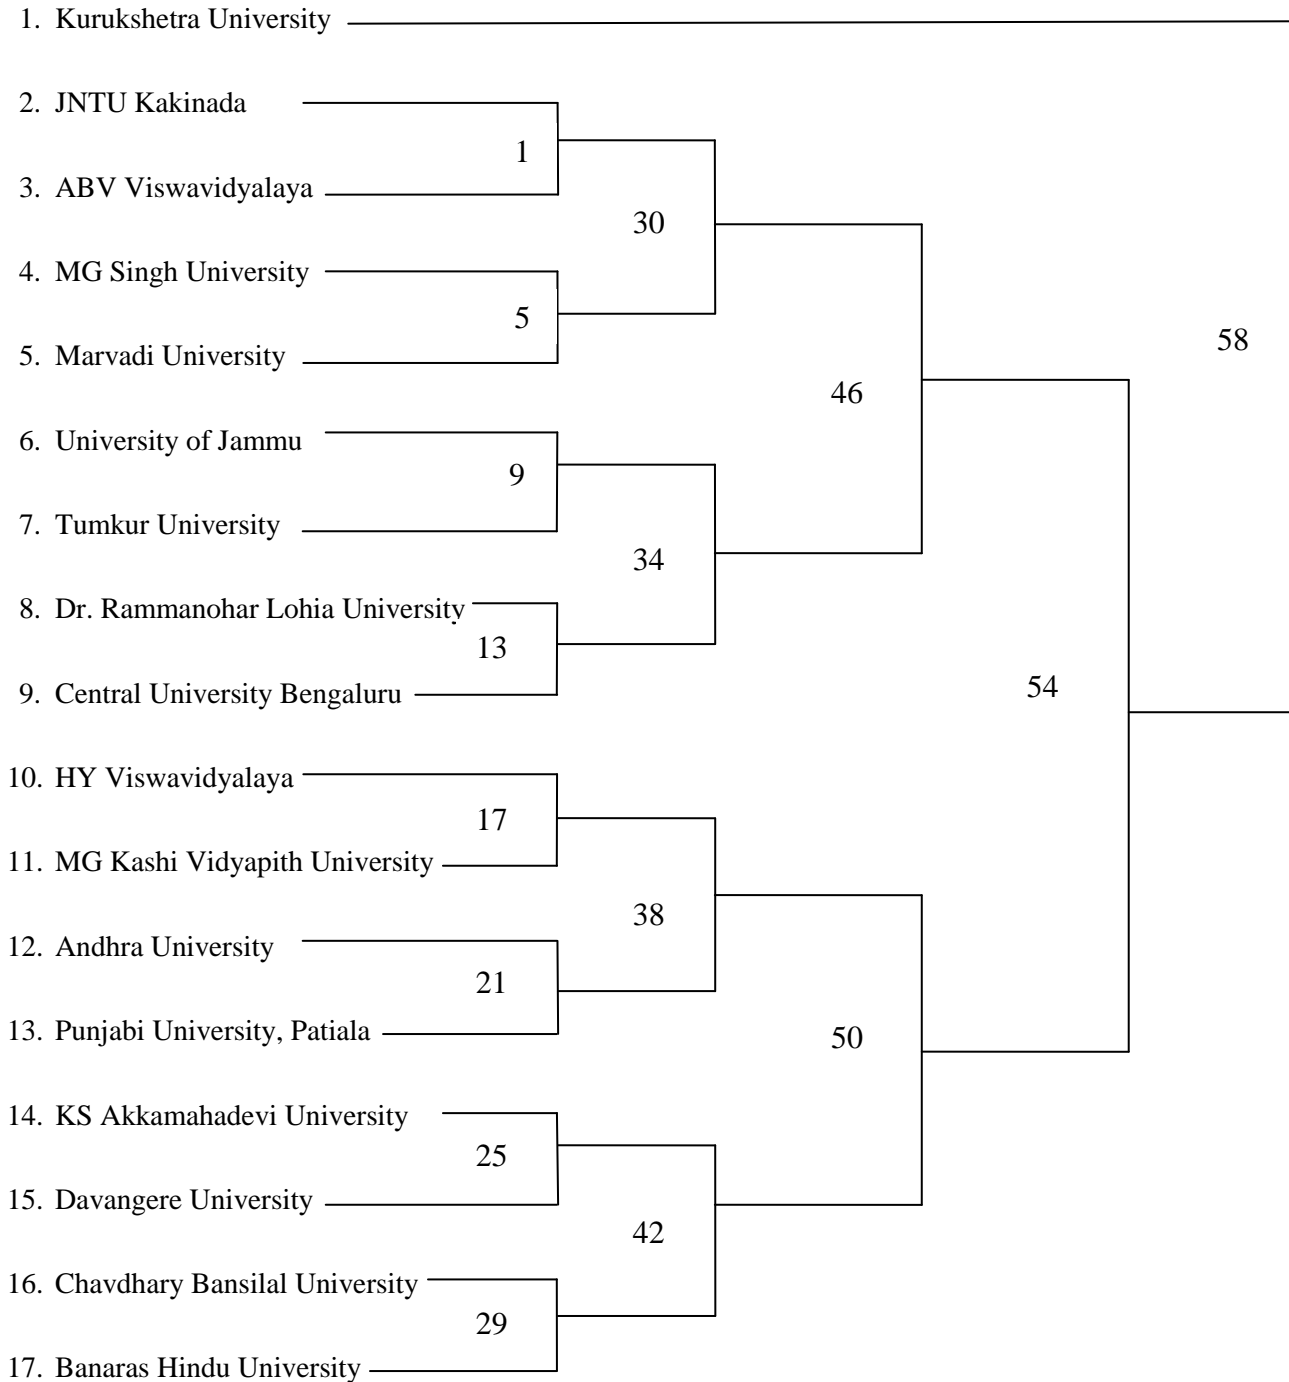 1. Kurukshetra University
2. JNTU Kakinada
1
3. ABV Viswavidyalaya
30
4. MG Singh University
5
58
5. Marvadi University
46
6. University of Jammu
9
7. Tumkur University
34
8. Dr. Rammanohar Lohia University
13
9. Central University Bengaluru
54
10. HY Viswavidyalaya
17
11. MG Kashi Vidyapith University
38
12. Andhra University
21
13. Punjabi University, Patiala
50
14. KS Akkamahadevi University
25
15. Davangere University
42
16. Chavdhary Bansilal University
29
17. Banaras Hindu University